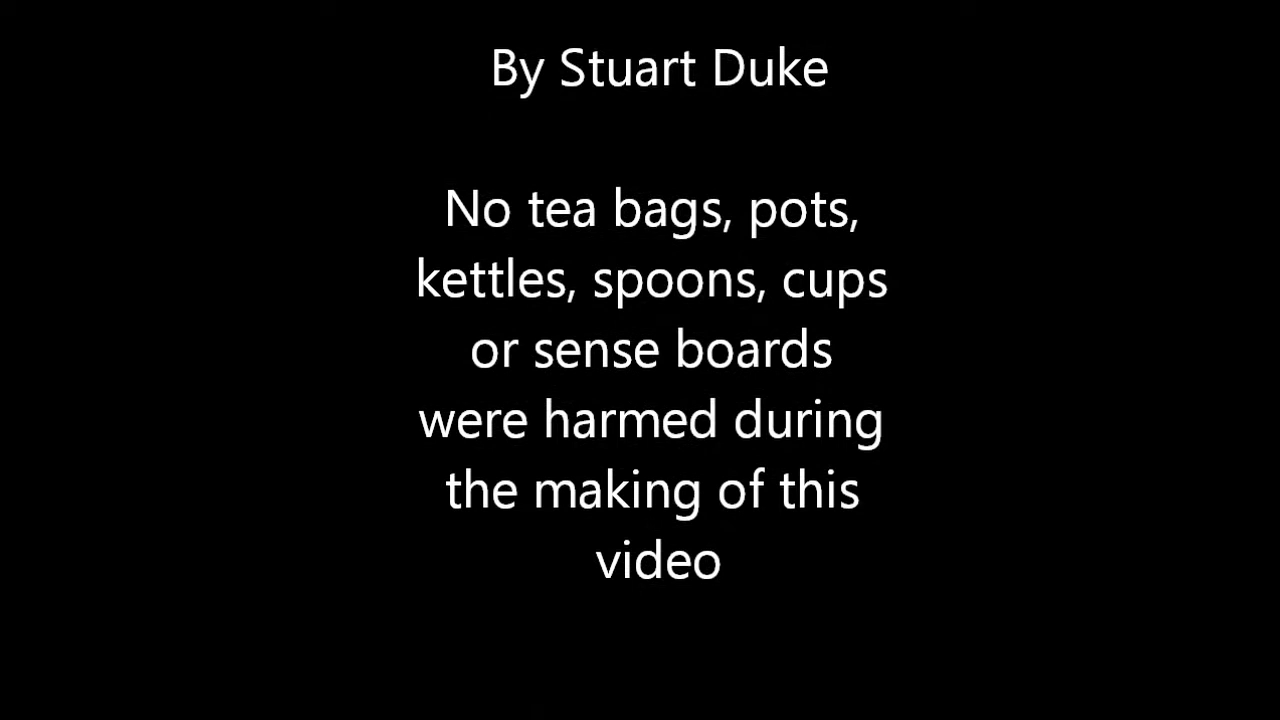 By Stuart Duke
No tea bags, pots,
kettles, spoons, cups
or sense boards
were harmed during
the making of this
video